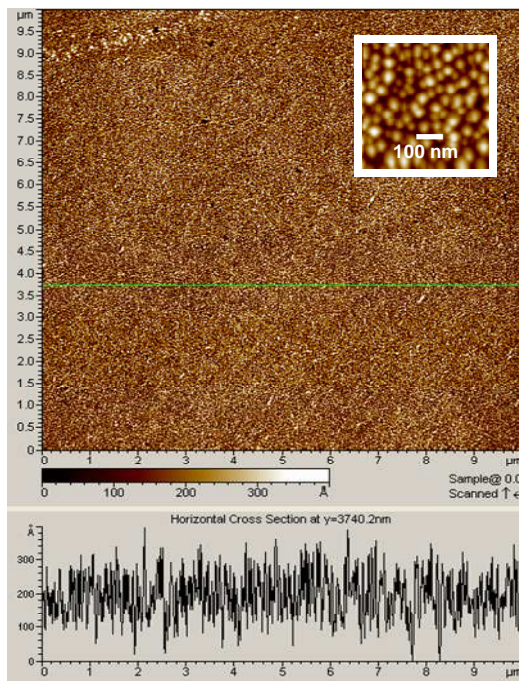 µm
9.5
9.0
8.5
8.0
7.5
7.0
6.5
6.0
5.5
5.0
4.5
4.0
3.5
3.0
2.5
2.0
1.5
1.0
0.5
0
100 nm
0 1 2 3 4 5 6 7 8 9 µm
0 100 200 300 Å
Sample@ 0.0
Scanned ↑
Horizontal Cross Section at y=3740.2nm
Å
300
200
100
0
0 1 2 3 4 5 6 7 8 9 µm